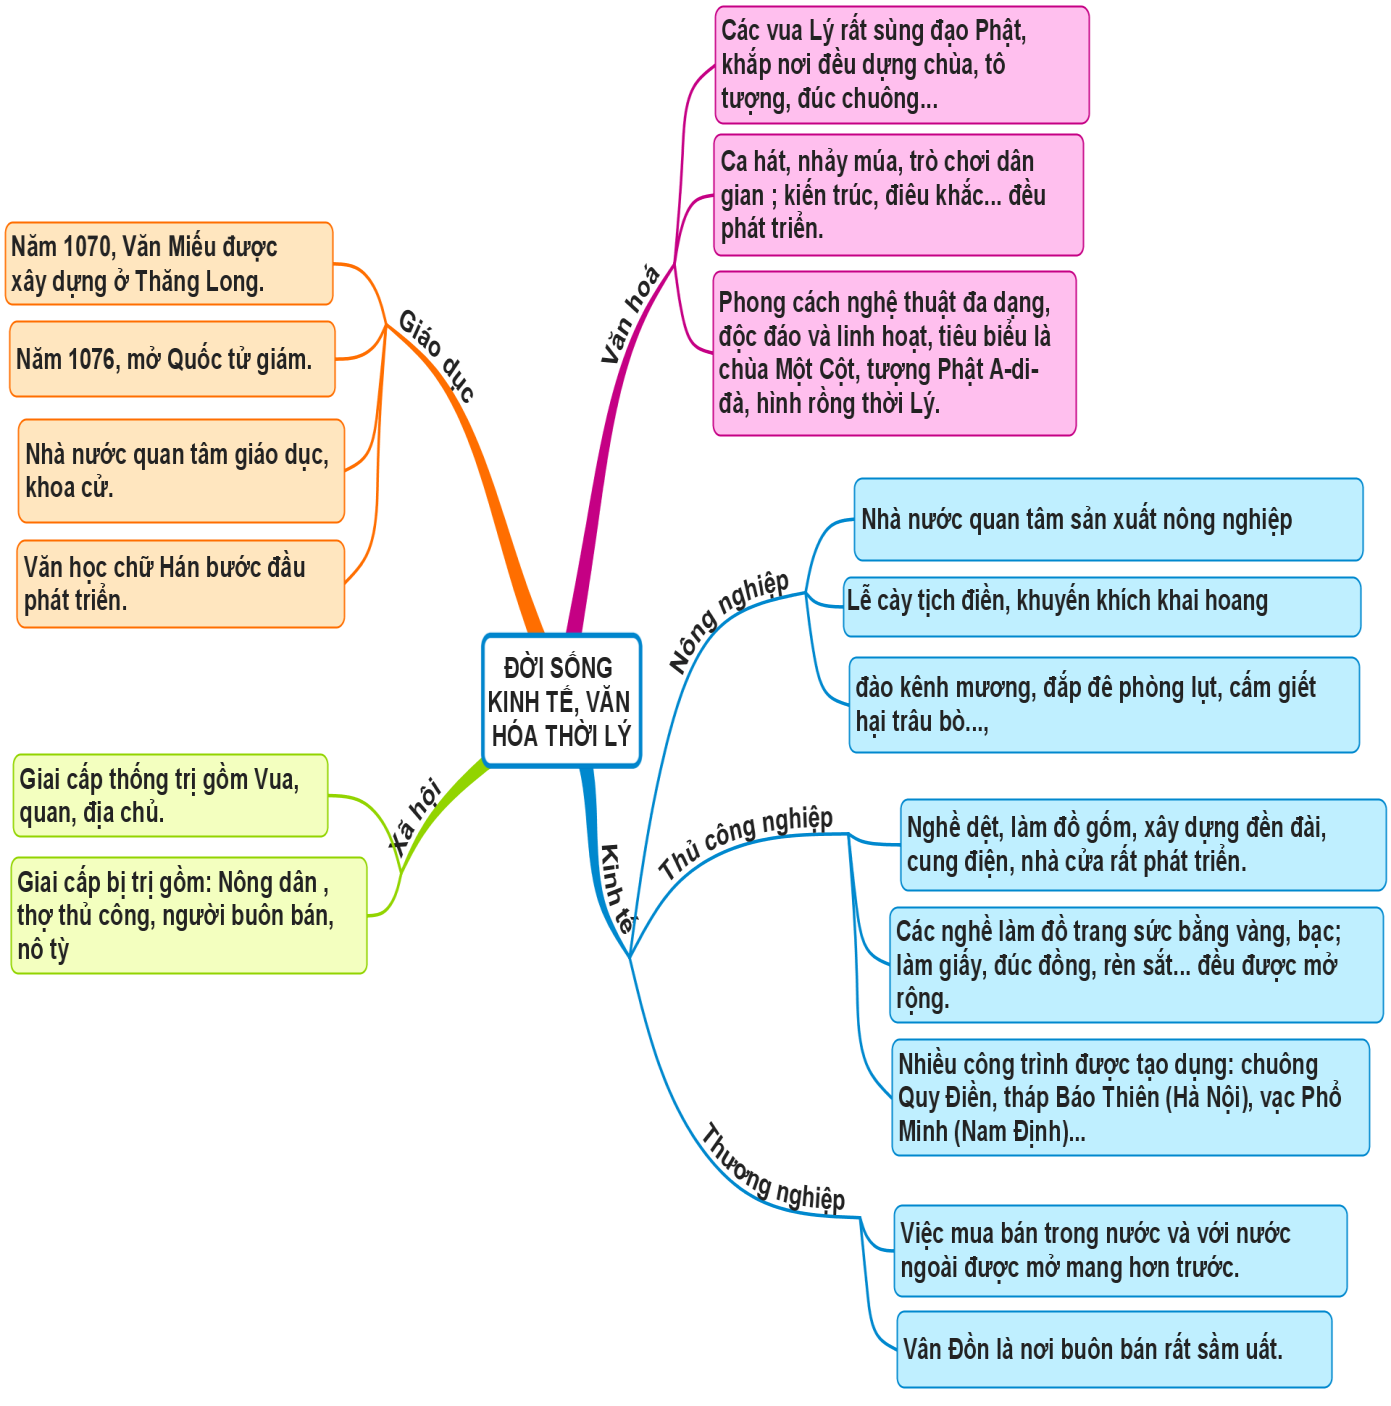 ĐỜI SỐNG
KINH TẾ, VĂN
HÓA THỜI LÝ
Văn hoá
Các vua Lý rất sùng đạo Phật,
khắp nơi đều dựng chùa, tô
tượng, đúc chuông...
Ca hát, nhảy múa, trò chơi dân
gian ; kiến trúc, điêu khắc... đều
phát triển.
Phong cách nghệ thuật đa dạng,
độc đáo và linh hoạt, tiêu biểu là
chùa Một Cột, tượng Phật A-di-
đà, hình rồng thời Lý.
Kinh tế
Nông nghiệp
Nhà nước quan tâm sản xuất nông nghiệp
Lễ cày tịch điền, khuyến khích khai hoang
đào kênh mương, đắp đê phòng lụt, cấm giết
hại trâu bò...,
Thủ công nghiệp
Nghề dệt, làm đồ gốm, xây dựng đền đài,
cung điện, nhà cửa rất phát triển.
Các nghề làm đồ trang sức bằng vàng, bạc;
làm giấy, đúc đồng, rèn sắt... đều được mở
rộng.
Nhiều công trình được tạo dụng: chuông
Quy Điền, tháp Báo Thiên (Hà Nội), vạc Phổ
Minh (Nam Định)...
Thương nghiệp
Việc mua bán trong nước và với nước
ngoài được mở mang hơn trước.
Vân Đồn là nơi buôn bán rất sầm uất.
Giáo dục
Năm 1070, Văn Miếu được
xây dựng ở Thăng Long.
Năm 1076, mở Quốc tử giám.
Nhà nước quan tâm giáo dục,
khoa cử.
Văn học chữ Hán bước đầu
phát triển.
Xã hội
Giai cấp thống trị gồm Vua,
quan, địa chủ.
Giai cấp bị trị gồm: Nông dân ,
thợ thủ công, người buôn bán,
nô tỳ